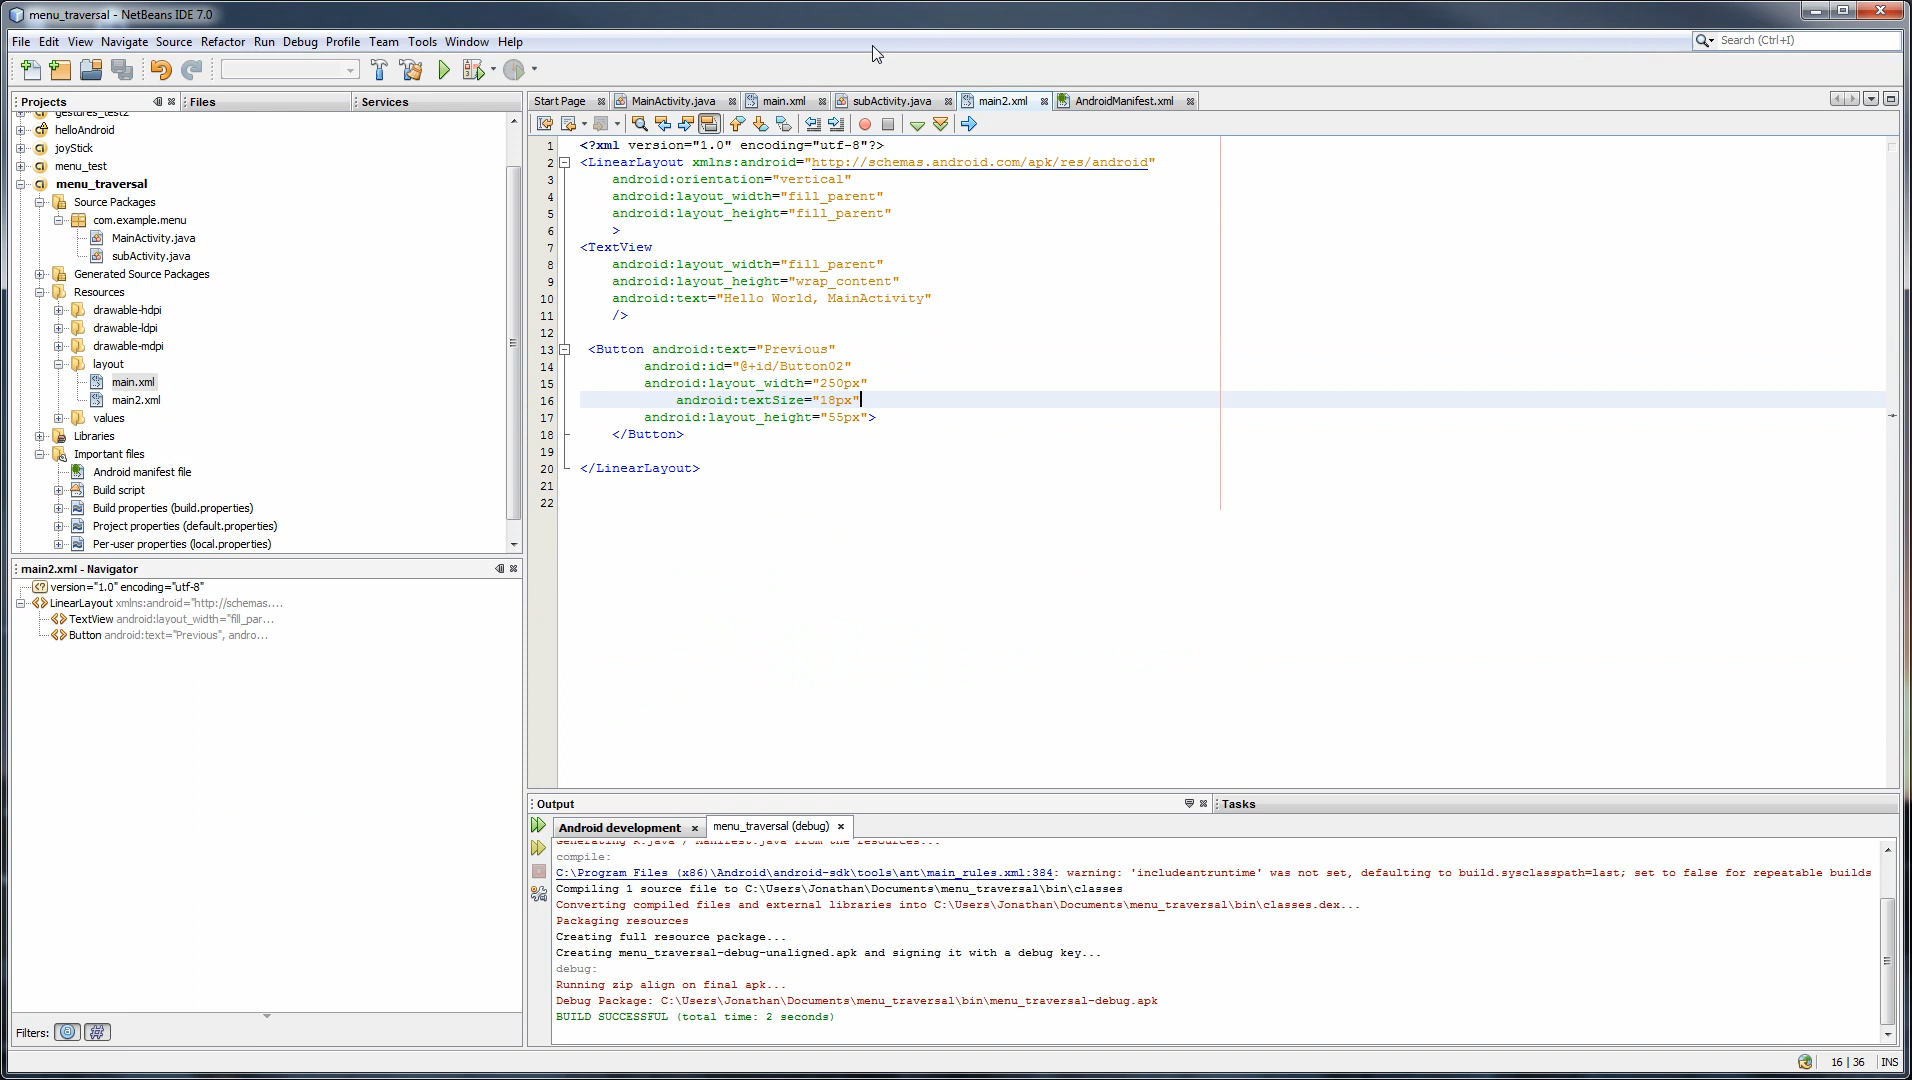 menu_traversal - NetBeans IDE 7.0
File Edit View Navigate Source Refactor Run Debug Profile Team Tools Window Help
Search (Ctrl+I)
Projects Files Services
Start Page MainActivity.java main.xml subActivity.java main2.xml AndroidManifest.xml
gestures_test2
helloAndroid
joyStick
menu_test
menu_traversal
Source Packages
com.example.menu
MainActivity.java
subActivity.java
Generated Source Packages
Resources
drawable-hdpi
drawable-ldpi
drawable-mdpi
layout
main.xml
main2.xml
values
Libraries
Important files
Android manifest file
Build script
Build properties (build.properties)
Project properties (default.properties)
Per-user properties (local.properties)
main2.xml - Navigator
version="1.0" encoding="utf-8"
LinearLayout xmlns:android="http://schemas....
TextView android:layout_width="fill_par...
Button android:text="Previous", andro...
Filters:
1 <?xml version="1.0" encoding="utf-8"?>
2 <LinearLayout xmlns:android="http://schemas.android.com/apk/res/android"
3 android:orientation="vertical"
4 android:layout_width="fill_parent"
5 android:layout_height="fill_parent"
6 >
7 <TextView
8 android:layout_width="fill_parent"
9 android:layout_height="wrap_content"
10 android:text="Hello World, MainActivity"
11 />
12
13 <Button android:text="Previous"
14 android:id="@+id/Button02"
15 android:layout_width="250px"
16 android:textSize="18px"
17 android:layout_height="55px">
18 </Button>
19
20 </LinearLayout>
21
22
Output Tasks
Android development menu_traversal (debug)
Generating R.java / Manifest.java from the resources...
compile:
C:\Program Files (x86)\Android\android-sdk\tools\ant\main_rules.xml:384: warning: 'includeantruntime' was not set, defaulting to build.sysclasspath=last; set to false for repeatable builds
Compiling 1 source file to C:\Users\Jonathan\Documents\menu_traversal\bin\classes
Converting compiled files and external libraries into C:\Users\Jonathan\Documents\menu_traversal\bin\classes.dex...
Packaging resources
Creating full resource package...
Creating menu_traversal-debug-unaligned.apk and signing it with a debug key...
debug:
Running zip align on final apk...
Debug Package: C:\Users\Jonathan\Documents\menu_traversal\bin\menu_traversal-debug.apk
BUILD SUCCESSFUL (total time: 2 seconds)
16 | 36 INS